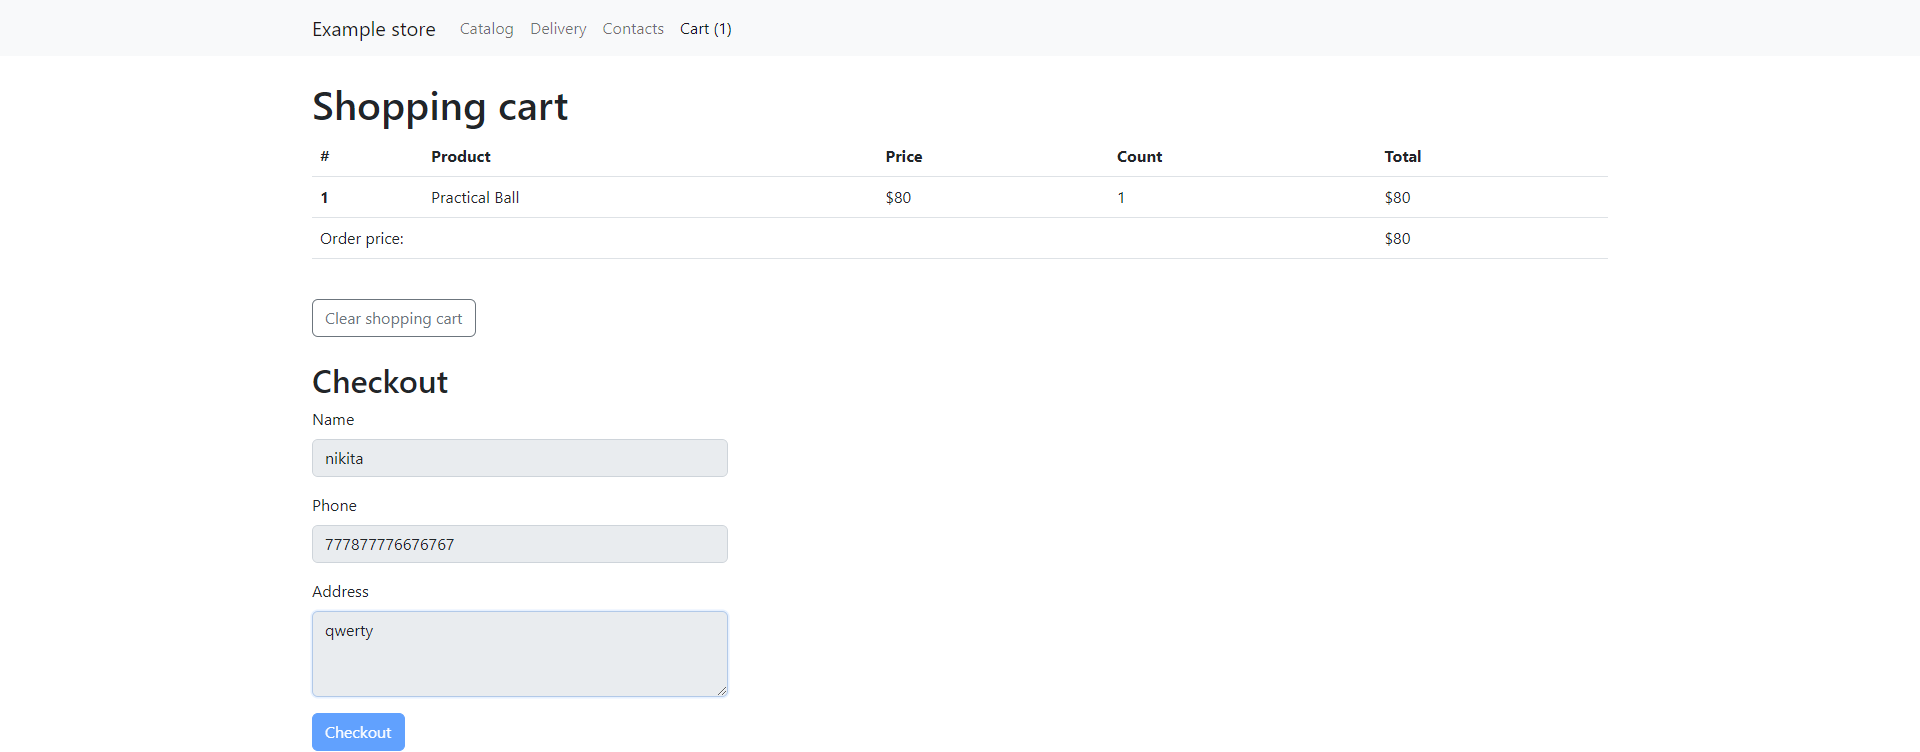 Example store Catalog Delivery Contacts Cart (1)
Shopping cart
# Product Price Count Total
1 Practical Ball $80 1 $80
Order price: $80
Clear shopping cart
Checkout
Name
nikita
Phone
777877776676767
Address
qwerty
Checkout